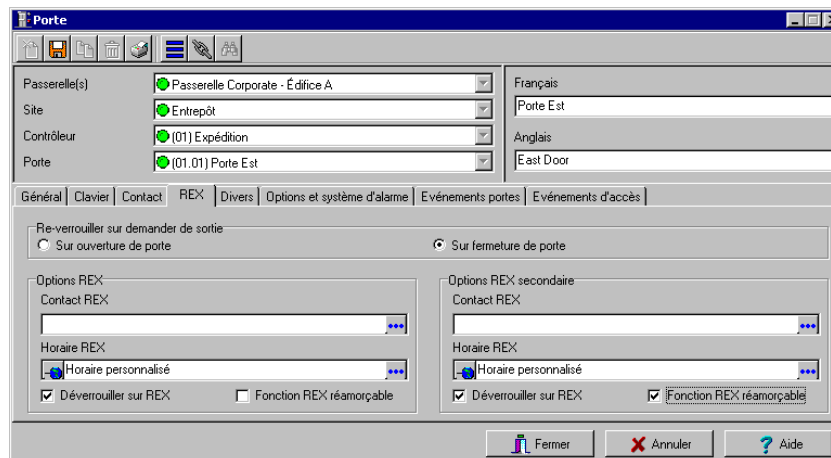 Porte
Passerelle(s)
Passerelle Corporate - Édifice A
Français
Porte Est
Site
Entrepôt
Contrôleur
(01) Expédition
Anglais
East Door
Porte
(01.01) Porte Est
Général Clavier Contact REX Divers Options et système d'alarme Evénements portes Evénements d'accès
Re-verrouiller sur demander de sortie
Sur ouverture de porte Sur fermeture de porte
Options REX
Contact REX
Horaire REX
Horaire personnalisé
Déverrouiller sur REX Fonction REX réamorçable
Options REX secondaire
Contact REX
Horaire REX
Horaire personnalisé
Déverrouiller sur REX Fonction REX réamorçable
Fermer Annuler Aide